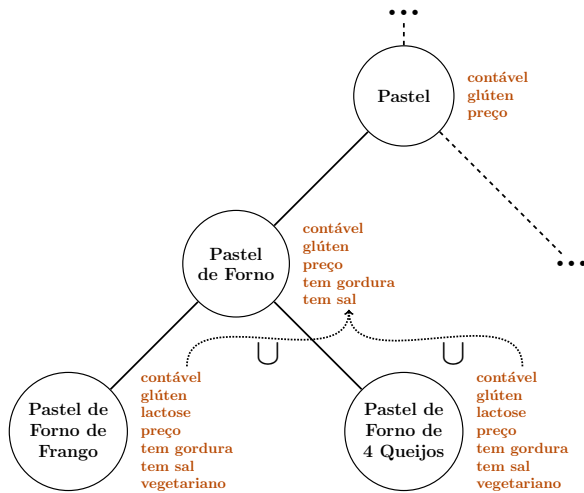 Pastel
contável
glúten
preço
Pastel
de Forno
contável
glúten
preço
tem gordura
tem sal
Pastel de
Forno de
Frango
contável
glúten
lactose
preço
tem gordura
tem sal
vegetariano
Pastel de
Forno de
4 Queijos
contável
glúten
lactose
preço
tem gordura
tem sal
vegetariano